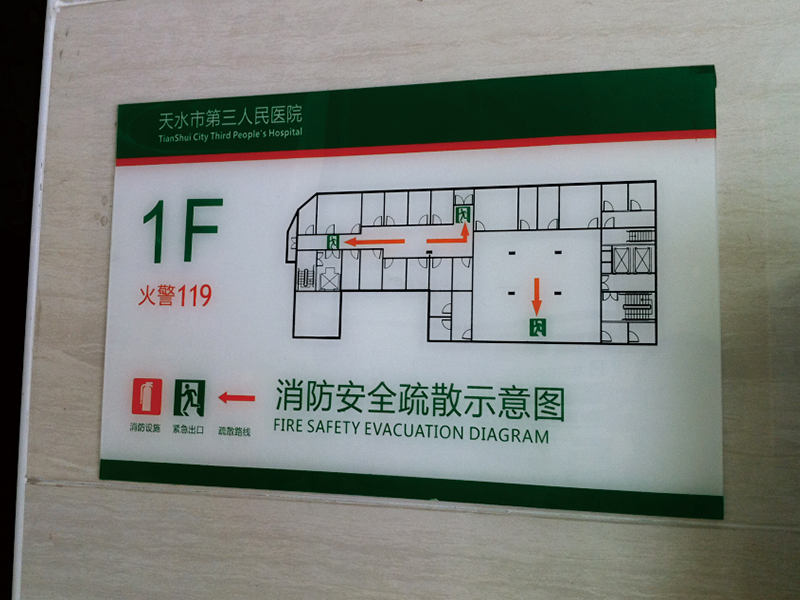 天水市第三人民医院
TianShui City Third People's Hospital
1F
火警119
消防设施 紧急出口 疏散路线
消防安全疏散示意图
FIRE SAFETY EVACUATION DIAGRAM